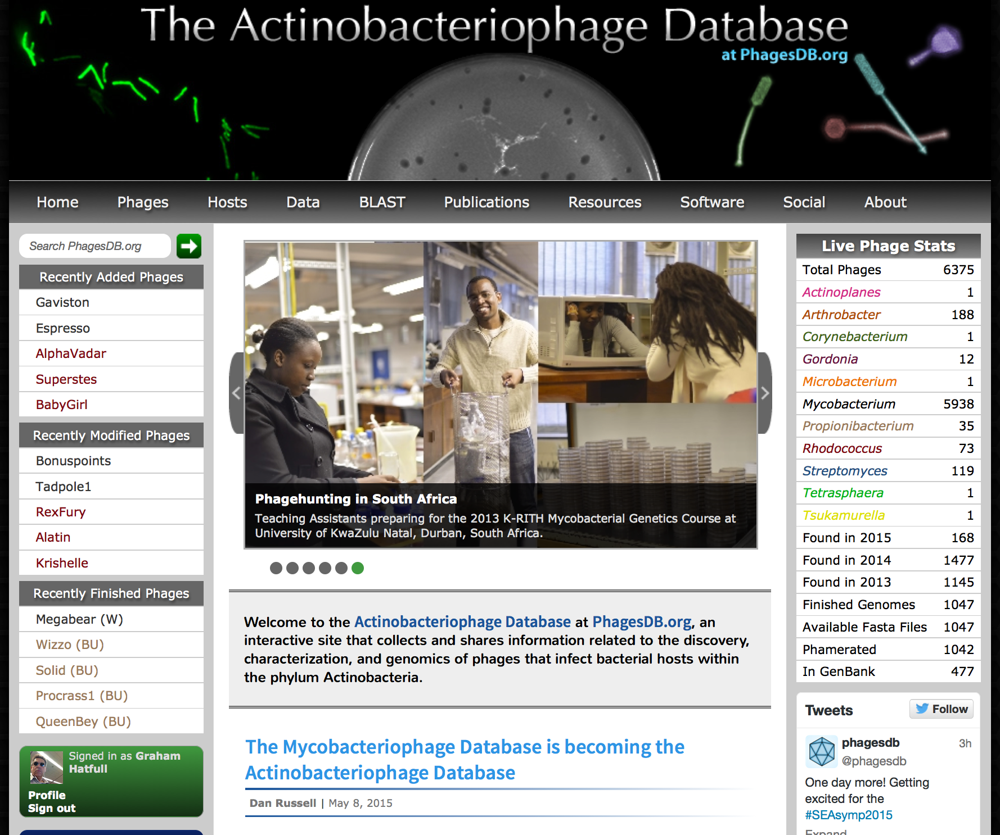 The Actinobacteriophage Database
at PhagesDB.org
Home Phages Hosts Data BLAST Publications Resources Software Social About
Search PhagesDB.org
Recently Added Phages
Gaviston
Espresso
AlphaVadar
Superstes
BabyGirl
Recently Modified Phages
Bonuspoints
Tadpole1
RexFury
Alatin
Krishelle
Recently Finished Phages
Megabear (W)
Wizzo (BU)
Solid (BU)
Procrass1 (BU)
QueenBey (BU)
Signed in as Graham
Hatfull
Profile
Sign out
Phagehunting in South Africa
Teaching Assistants preparing for the 2013 K-RITH Mycobacterial Genetics Course at
University of KwaZulu Natal, Durban, South Africa.
Welcome to the Actinobacteriophage Database at PhagesDB.org, an
interactive site that collects and shares information related to the discovery,
characterization, and genomics of phages that infect bacterial hosts within
the phylum Actinobacteria.
The Mycobacteriophage Database is becoming the
Actinobacteriophage Database
Dan Russell | May 8, 2015
Live Phage Stats
Total Phages 6375
Actinoplanes 1
Arthrobacter 188
Corynebacterium 1
Gordonia 12
Microbacterium 1
Mycobacterium 5938
Propionibacterium 35
Rhodococcus 73
Streptomyces 119
Tetrasphaera 1
Tsukamurella 1
Found in 2015 168
Found in 2014 1477
Found in 2013 1145
Finished Genomes 1047
Available Fasta Files 1047
Phamerated 1042
In GenBank 477
Tweets Follow
phagesdb 3h
@phagesdb
One day more! Getting
excited for the
#SEAsymp2015
Expand